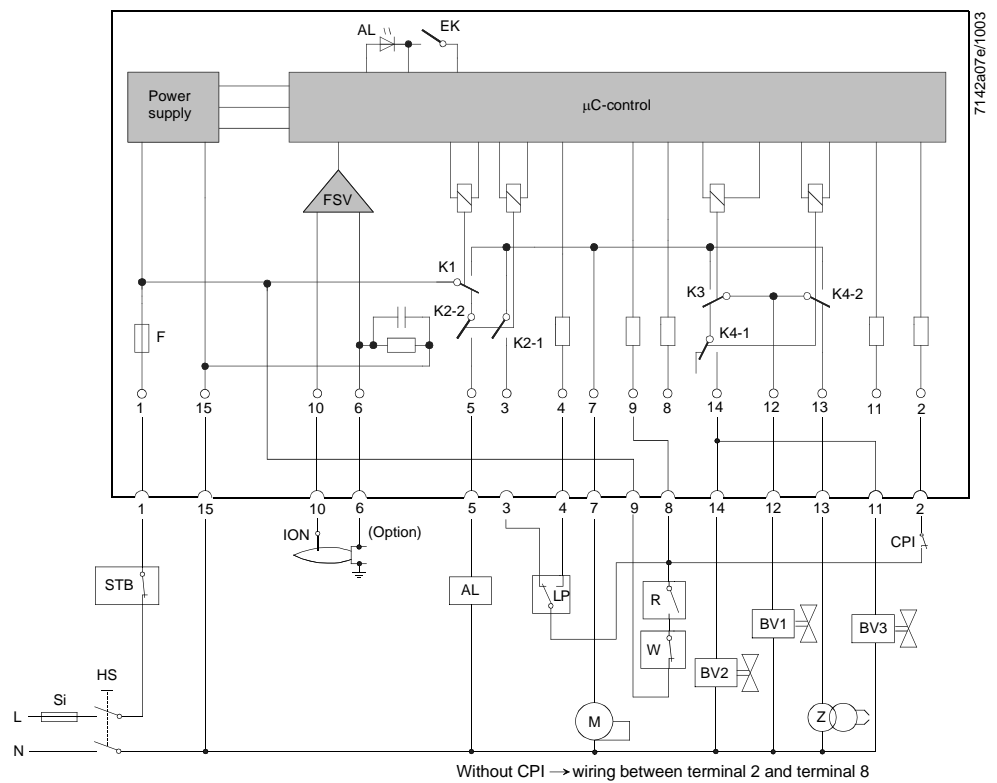 7142a07e/1003
AL EK
Power
supply
μC-control
FSV
K1
K2-2
K2-1
K3
K4-2
K4-1
F
1 15 10 6 5 3 4 7 9 8 14 12 13 11 2
1 15 10 6 5 3 4 7 9 8 14 12 13 11 2
ION
(Option)
CPI
STB
AL
LP
R
W
BV1
BV2
BV3
HS
Si
L
N
M
Z
Without CPI → wiring between terminal 2 and terminal 8